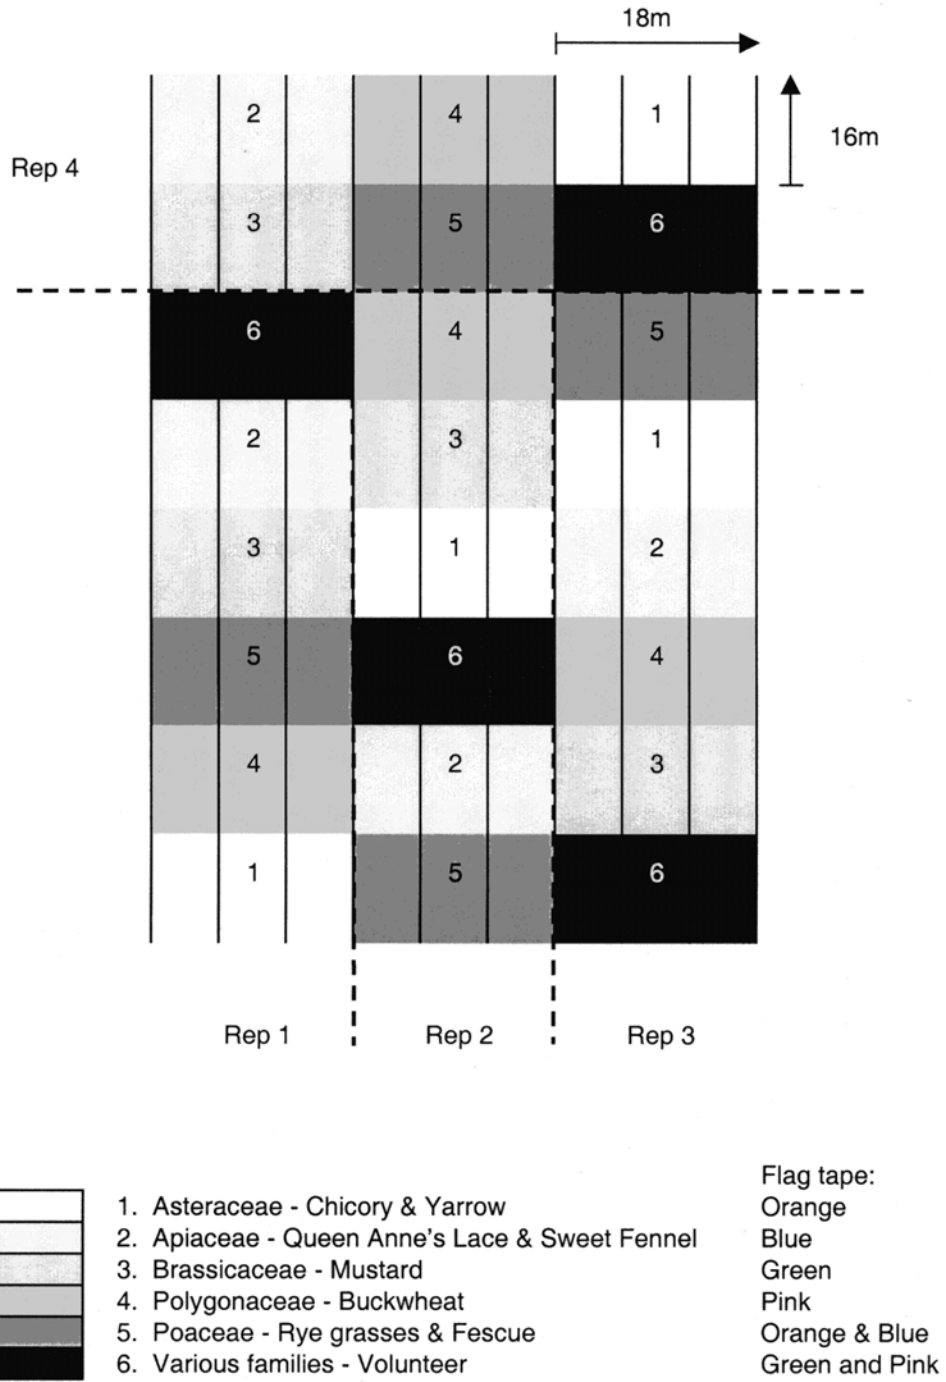 18m
2 4 1
16m
Rep 4
3 5 6
6 4 5
2 3 1
3 1 2
5 6 4
4 2 3
1 5 6
Rep 1 Rep 2 Rep 3
Flag tape:
1. Asteraceae - Chicory & Yarrow Orange
2. Apiaceae - Queen Anne's Lace & Sweet Fennel Blue
3. Brassicaceae - Mustard Green
4. Polygonaceae - Buckwheat Pink
5. Poaceae - Rye grasses & Fescue Orange & Blue
6. Various families - Volunteer Green and Pink